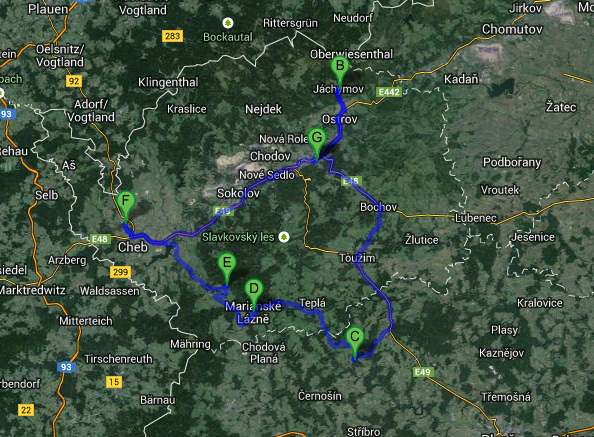 Plauen
Vogtland
Neudorf
Rittersgrün
Jirkov
283
Bockautal
Chomutov
Oelsnitz/
Vogtland
Oberwiesenthal
B
Klingenthal
92
Jáchymov
Kadaň
E442
Adorf/
Vogtland
Kraslice
Nejdek
Ostrov
Žatec
93
Nová Role
G
Chodov
Aš
Nové Sedlo
E48
Podbořany
Selb
Sokolov
Vroutek
F
E49
Bochov
Lubenec
Cheb
E48
Slavkovský les
Žlutice
Jesenice
Arzberg
Toužim
299
E
Marktredwitz
Waldsassen
D
Mariánské
Lázně
Teplá
Kralovice
Mitterteich
C
Plasy
Mähring
Chodová
Planá
Kaznějov
Tirschenreuth
93
E49
15
Bärnau
Černošín
Třemošná
22
Stříbro